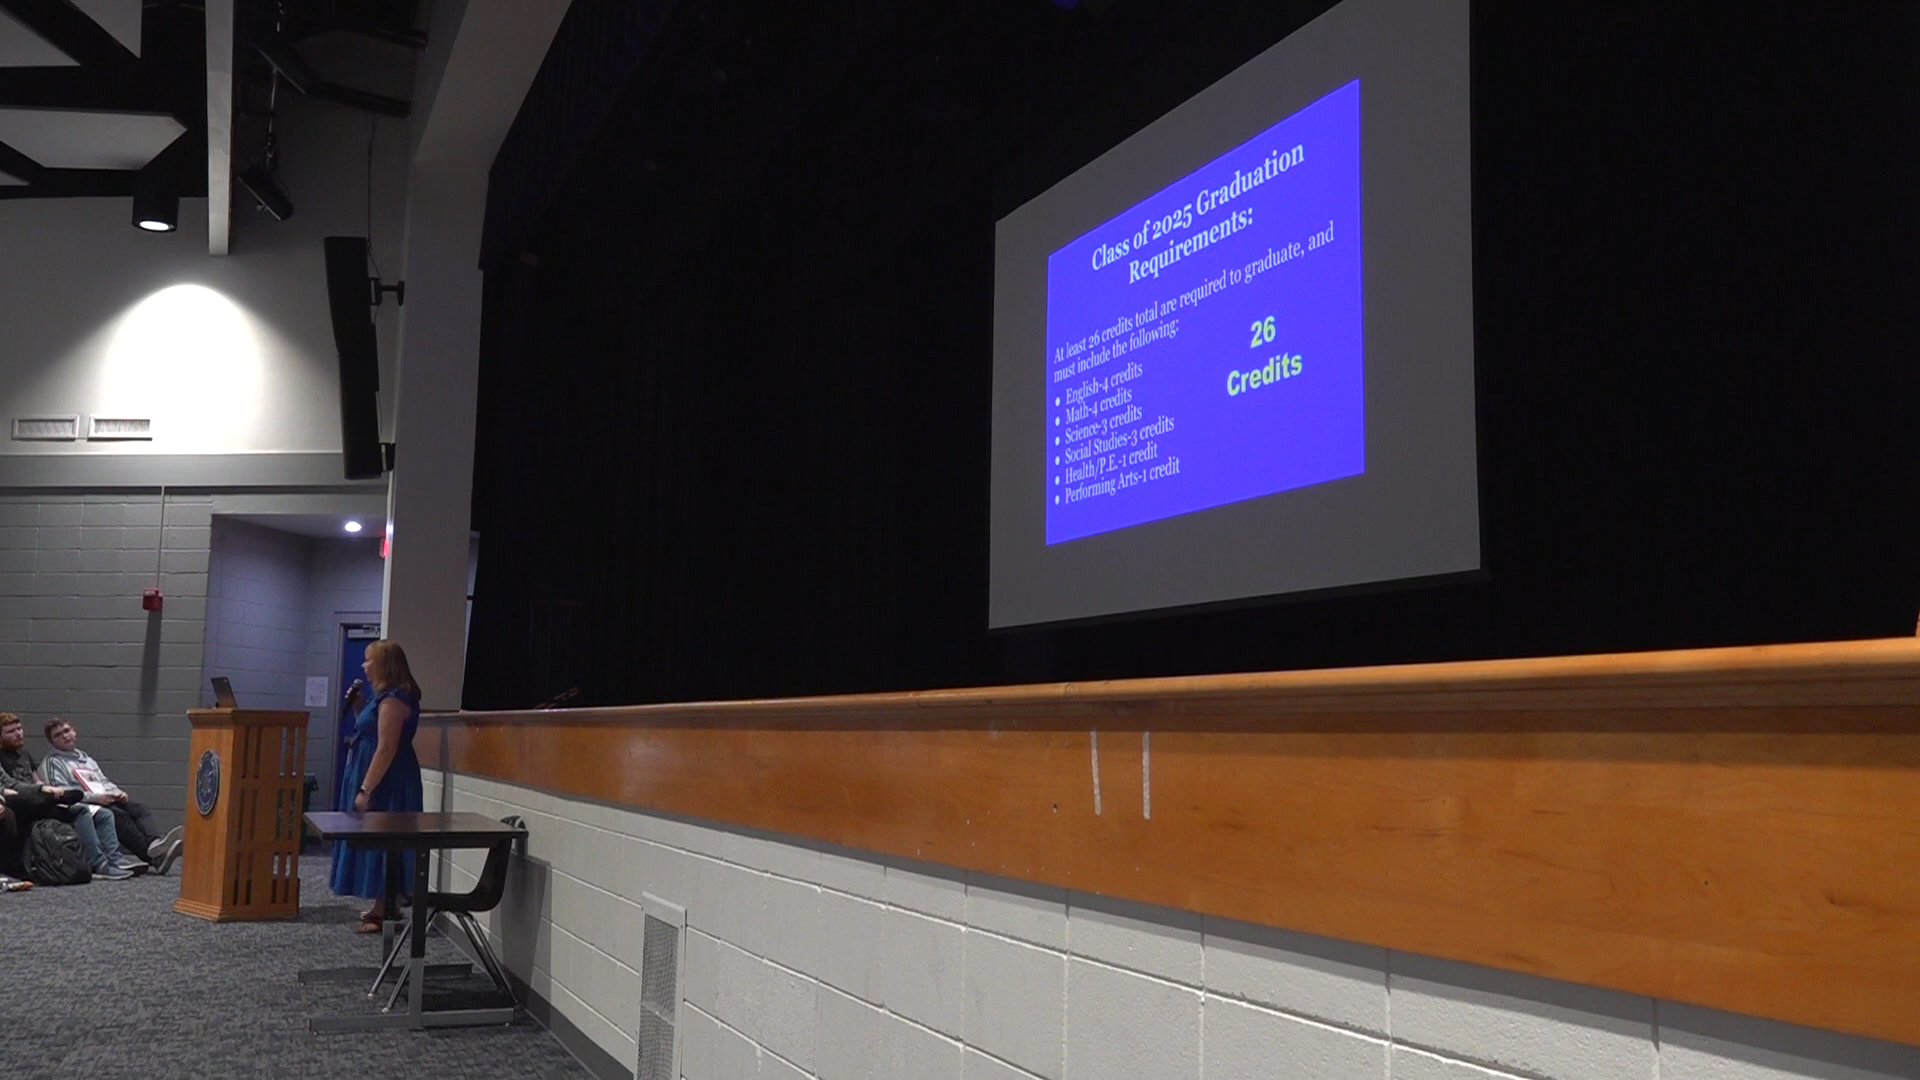 Class of 2025 Graduation
Requirements:
At least 26 credits total are required to graduate, and
must include the following:
• English-4 credits
• Math-4 credits
• Science-3 credits
• Social Studies-3 credits
• Health/P.E.-1 credit
• Performing Arts-1 credit
26
Credits